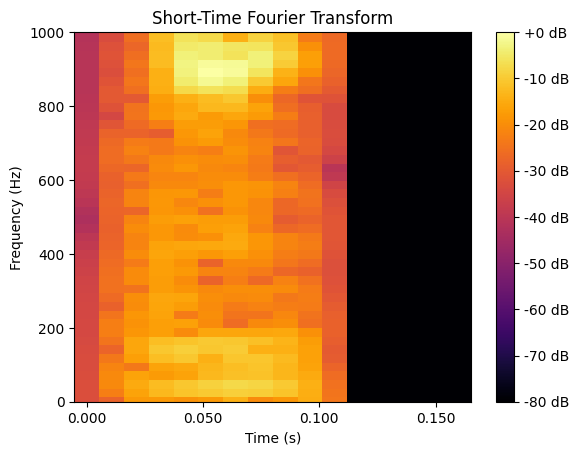 Short-Time Fourier Transform
1000
800
600
400
200
0
Frequency (Hz)
0.000
0.050
0.100
0.150
Time (s)
+0 dB
-10 dB
-20 dB
-30 dB
-40 dB
-50 dB
-60 dB
-70 dB
-80 dB